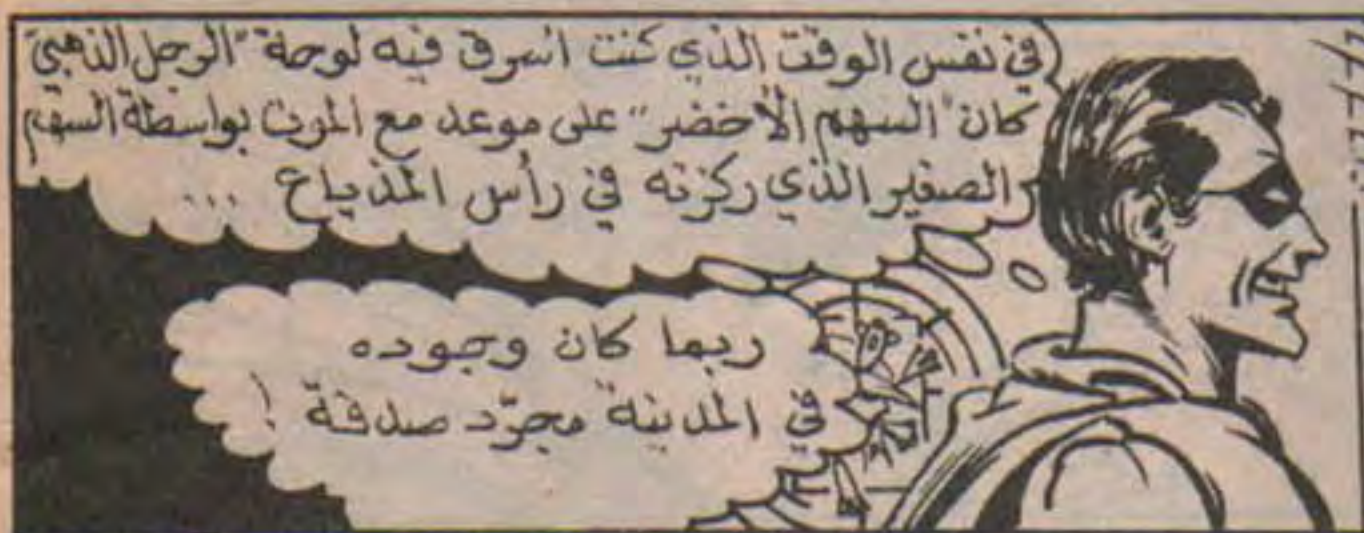 في نفس الوقت الذي كنت اسرق فيه لوحة "الرجل الذهبي"
كان "السهم الأخضر" على موعد مع الموت بواسطة السهم
الصغير الذي ركزته في رأس المذياع ...
ربما كان وجوده
في المدينة مجرّد صدفة !